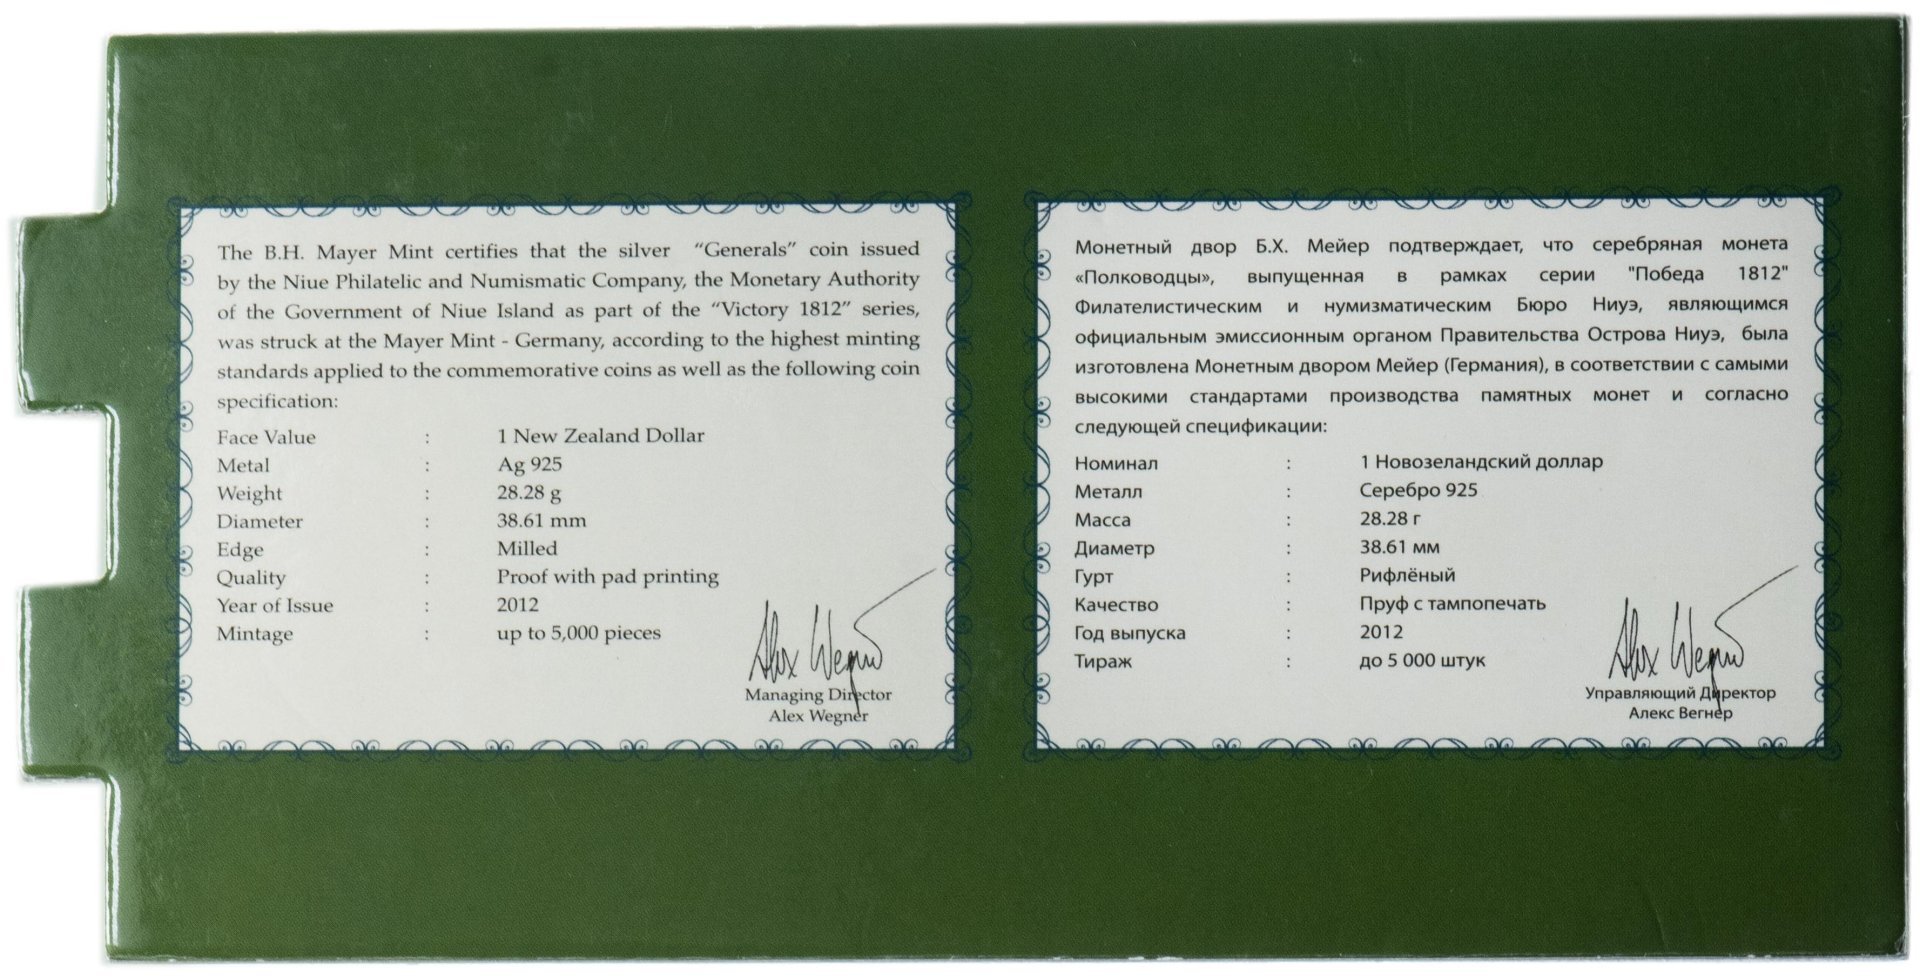 The B.H. Mayer Mint certifies that the silver “Generals” coin issued
by the Niue Philatelic and Numismatic Company, the Monetary Authority
of the Government of Niue Island as part of the “Victory 1812” series,
was struck at the Mayer Mint - Germany, according to the highest minting
standards applied to the commemorative coins as well as the following coin
specification:
Face Value : 1 New Zealand Dollar
Metal : Ag 925
Weight : 28.28 g
Diameter : 38.61 mm
Edge : Milled
Quality : Proof with pad printing
Year of Issue : 2012
Mintage : up to 5,000 pieces
Alex Wegner
Managing Director
Alex Wegner
Монетный двор Б.Х. Мейер подтверждает, что серебряная монета
«Полководцы», выпущенная в рамках серии "Победа 1812"
Филателистическим и нумизматическим Бюро Ниуэ, являющимся
официальным эмиссионным органом Правительства Острова Ниуэ, была
изготовлена Монетным двором Мейер (Германия), в соответствии с самыми
высокими стандартами производства памятных монет и согласно
следующей спецификации:
Номинал : 1 Новозеландский доллар
Металл : Серебро 925
Масса : 28.28 г
Диаметр : 38.61 мм
Гурт : Рифлёный
Качество : Пруф с тампопечать
Год выпуска : 2012
Тираж : до 5 000 штук
Alex Wegner
Управляющий Директор
Алекс Вегнер